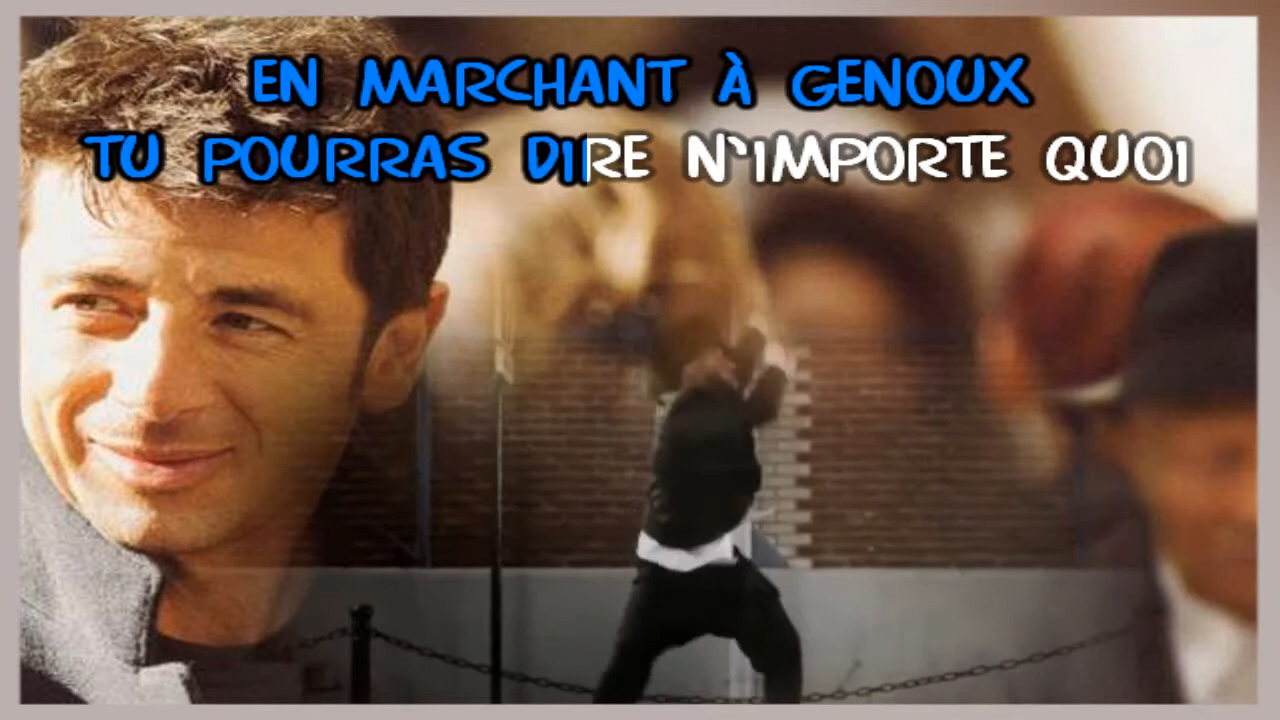 EN MARCHANT À GENOUX
TU POURRAS DIRE N'IMPORTE QUOI